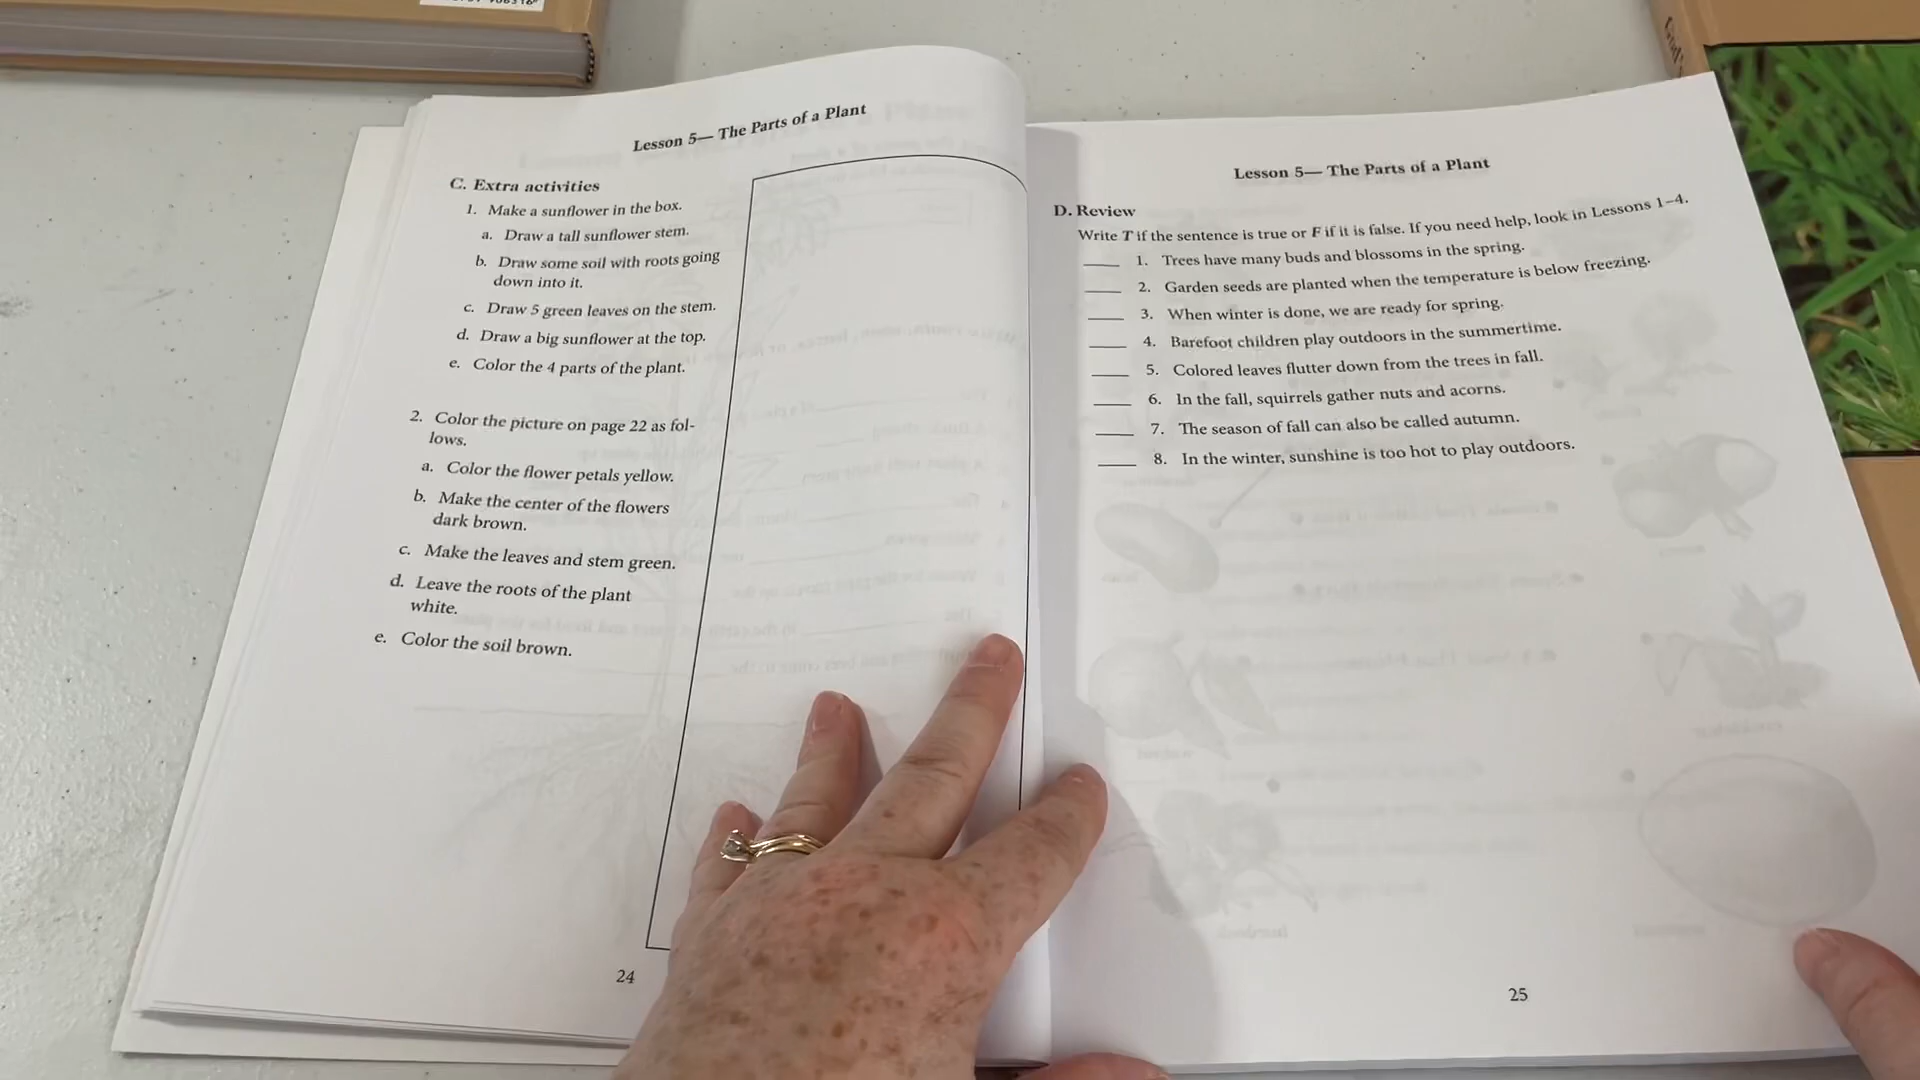 Lesson 5— The Parts of a Plant
C. Extra activities
1. Make a sunflower in the box.
a. Draw a tall sunflower stem.
b. Draw some soil with roots going
down into it.
c. Draw 5 green leaves on the stem.
d. Draw a big sunflower at the top.
e. Color the 4 parts of the plant.
2. Color the picture on page 22 as fol-
lows.
a. Color the flower petals yellow.
b. Make the center of the flowers
dark brown.
c. Make the leaves and stem green.
d. Leave the roots of the plant
white.
e. Color the soil brown.
24
Lesson 5— The Parts of a Plant
D. Review
Write T if the sentence is true or F if it is false. If you need help, look in Lessons 1–4.
____ 1. Trees have many buds and blossoms in the spring.
____ 2. Garden seeds are planted when the temperature is below freezing.
____ 3. When winter is done, we are ready for spring.
____ 4. Barefoot children play outdoors in the summertime.
____ 5. Colored leaves flutter down from the trees in fall.
____ 6. In the fall, squirrels gather nuts and acorns.
____ 7. The season of fall can also be called autumn.
____ 8. In the winter, sunshine is too hot to play outdoors.
25